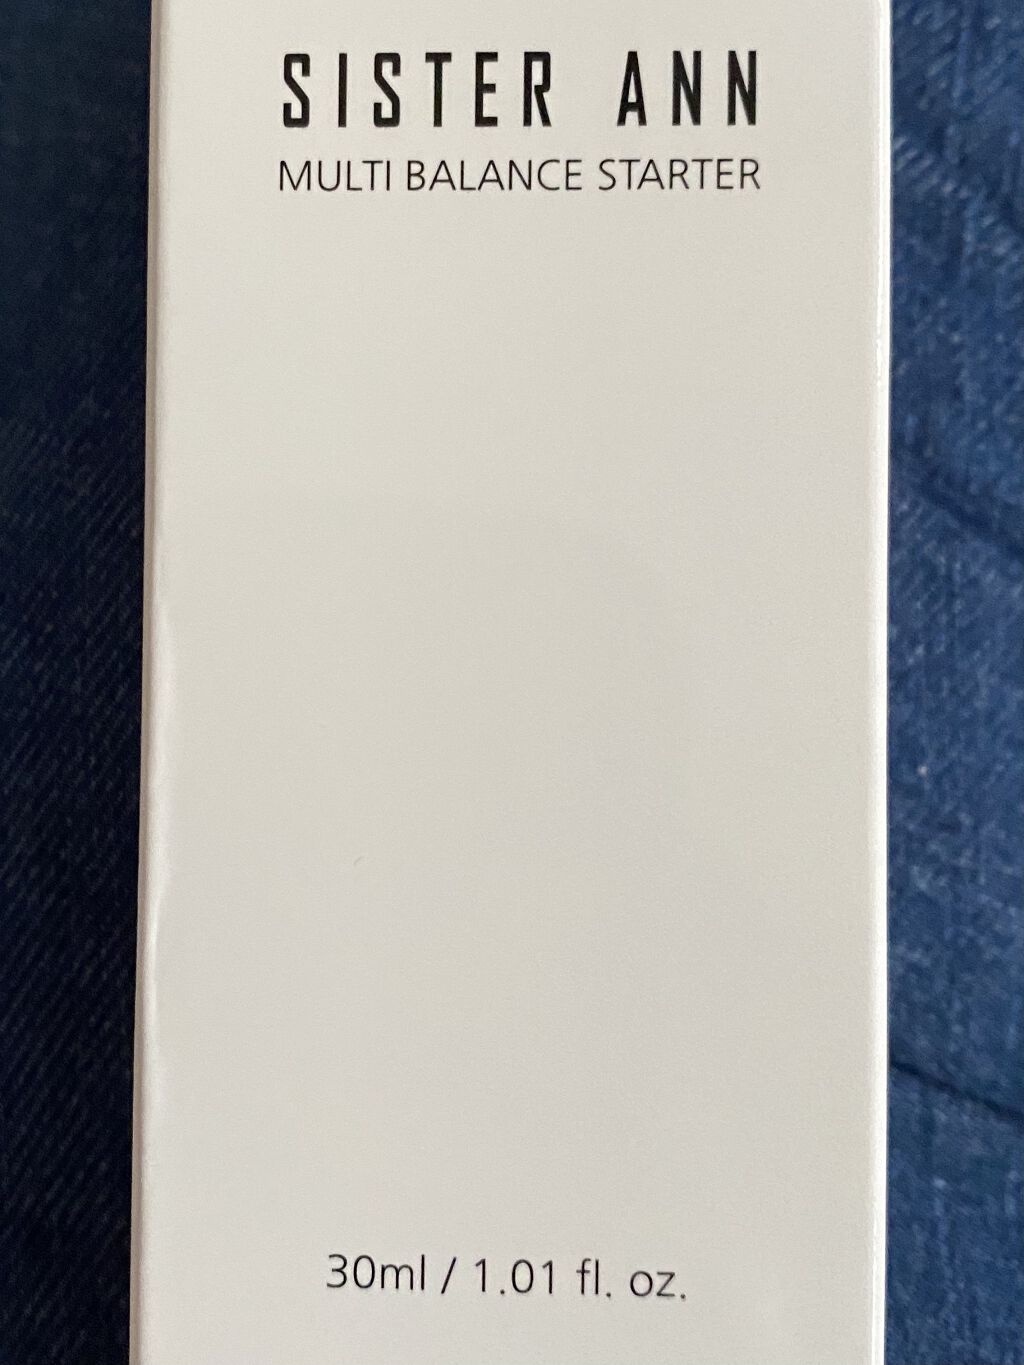 SISTER ANN
MULTI BALANCE STARTER
30ml / 1.01 fl. oz.